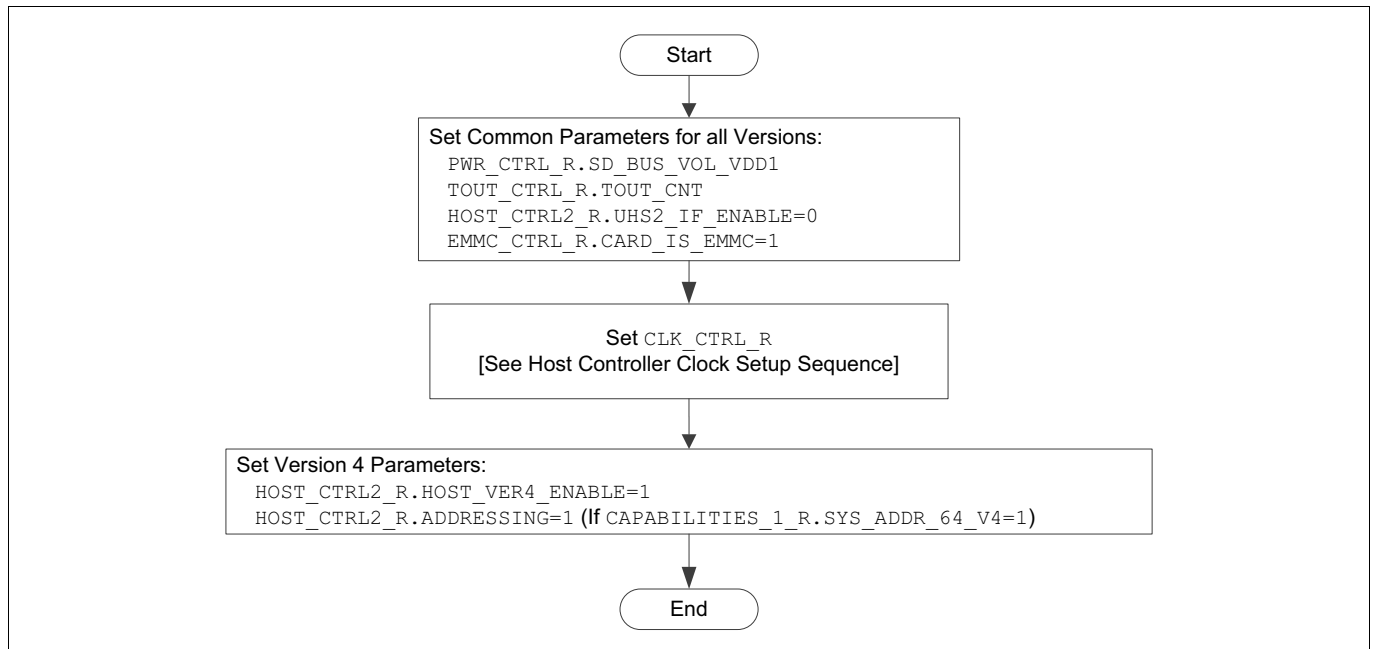 Start
Set Common Parameters for all Versions:
PWR_CTRL_R.SD_BUS_VOL_VDD1
TOUT_CTRL_R.TOUT_CNT
HOST_CTRL2_R.UHS2_IF_ENABLE=0
EMMC_CTRL_R.CARD_IS_EMMC=1
Set CLK_CTRL_R
[See Host Controller Clock Setup Sequence]
Set Version 4 Parameters:
HOST_CTRL2_R.HOST_VER4_ENABLE=1
HOST_CTRL2_R.ADDRESSING=1 (If CAPABILITIES_1_R.SYS_ADDR_64_V4=1)
End